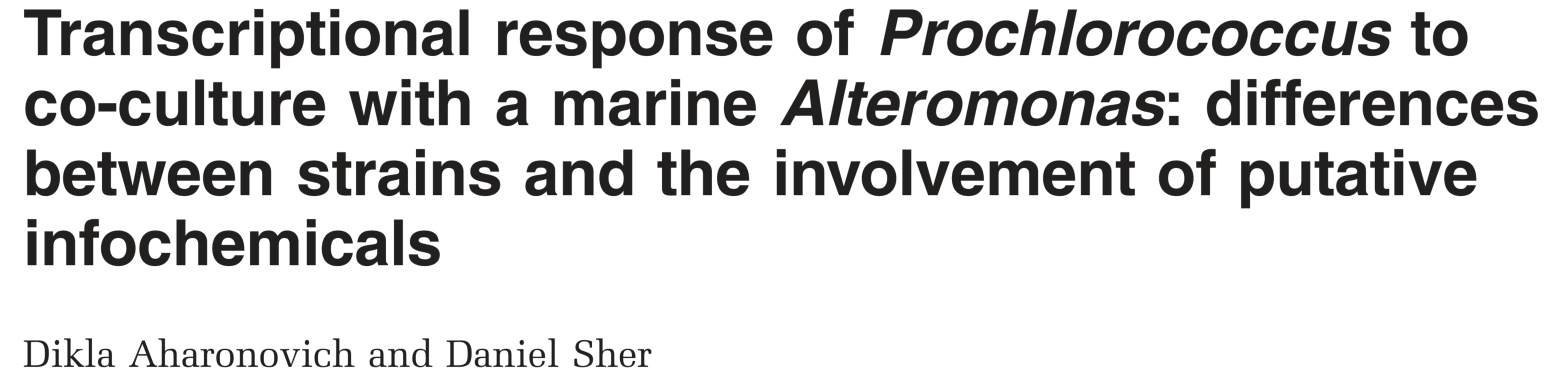 Transcriptional response of Prochlorococcus to
co-culture with a marine Alteromonas: differences
between strains and the involvement of putative
infochemicals
Dikla Aharonovich and Daniel Sher